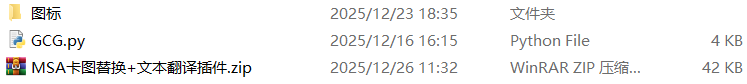 图标 2025/12/23 18:35 文件夹
GCG.py 2025/12/16 16:15 Python File 4 KB
MSA卡图替换+文本翻译插件.zip 2025/12/26 11:32 WinRAR ZIP 压缩... 42 KB